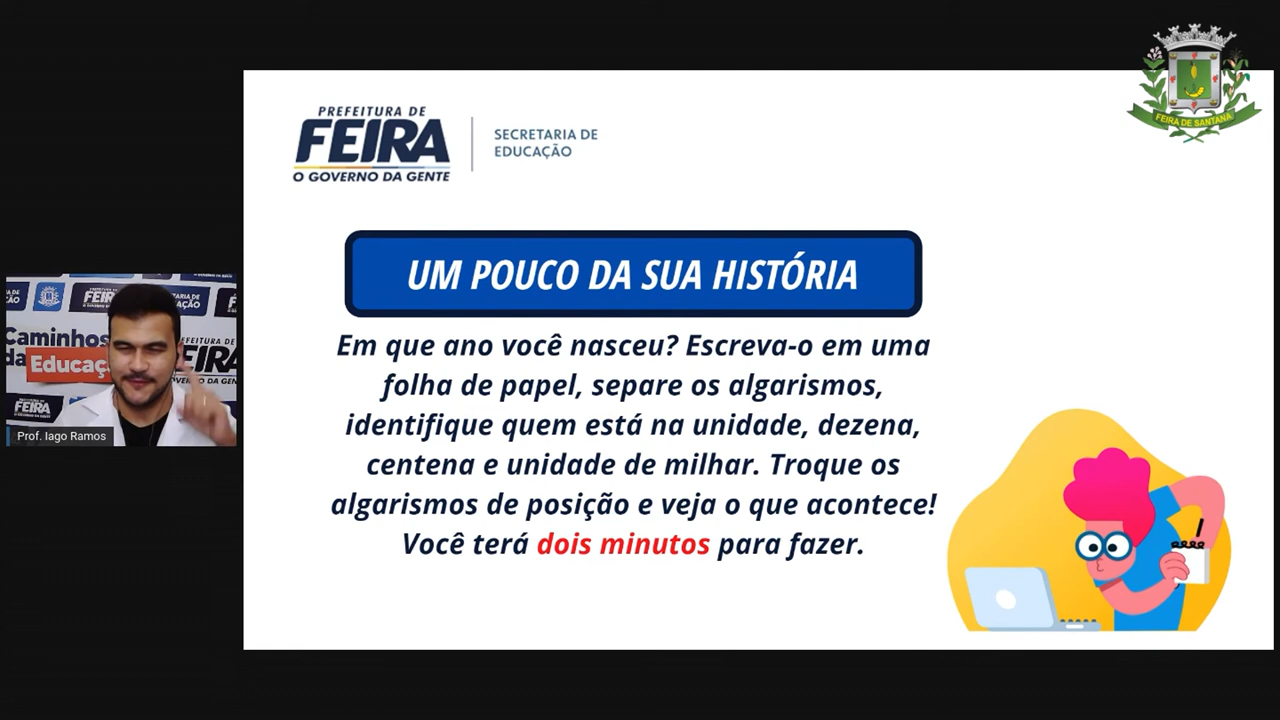 PREFEITURA DE
FEIRA
O GOVERNO DA GENTE
SECRETARIA DE
EDUCAÇÃO
FEIRA DE SANTANA
UM POUCO DA SUA HISTÓRIA
Em que ano você nasceu? Escreva-o em uma
folha de papel, separe os algarismos,
identifique quem está na unidade, dezena,
centena e unidade de milhar. Troque os
algarismos de posição e veja o que acontece!
Você terá dois minutos para fazer.
Caminhos
da
Educaç
FEIRA
Prof. Iago Ramos